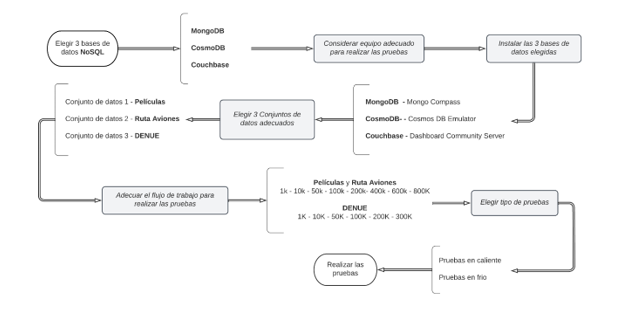 Elegir 3 bases de
datos NoSQL
MongoDB
CosmoDB
Couchbase
Considerar equipo adecuado
para realizar las pruebas
Instalar las 3 bases de
datos elegidas
MongoDB - Mongo Compass
CosmoDB- - Cosmos DB Emulator
Couchbase - Dashboard Community Server
Elegir 3 Conjuntos de
datos adecuados
Conjunto de datos 1 - Películas
Conjunto de datos 2 - Ruta Aviones
Conjunto de datos 3 - DENUE
Adecuar el flujo de trabajo para
realizar las pruebas
Películas y Ruta Aviones
1k - 10k - 50k - 100k - 200k- 400k - 600k - 800K
DENUE
1K - 10K - 50K - 100K - 200K - 300K
Elegir tipo de pruebas
Pruebas en caliente
Pruebas en frio
Realizar las
pruebas